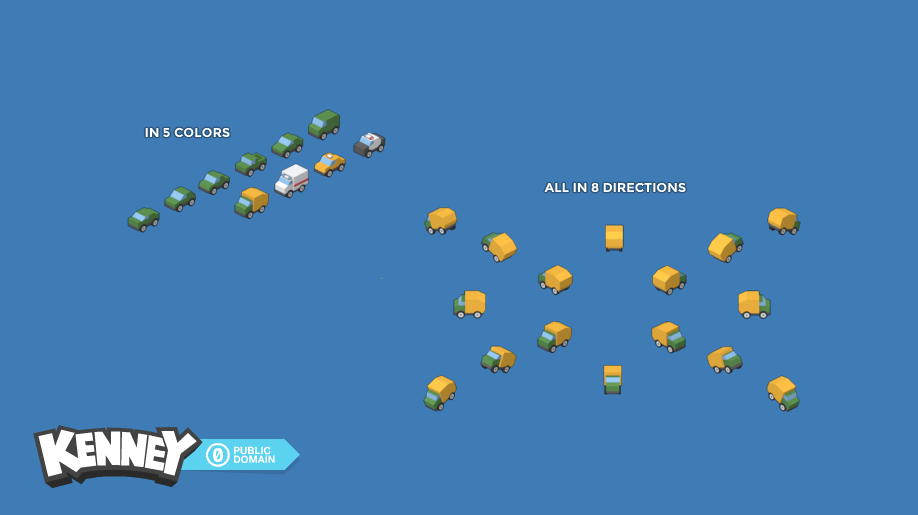 IN 5 COLORS
ALL IN 8 DIRECTIONS
KENNEY
0
PUBLIC
DOMAIN